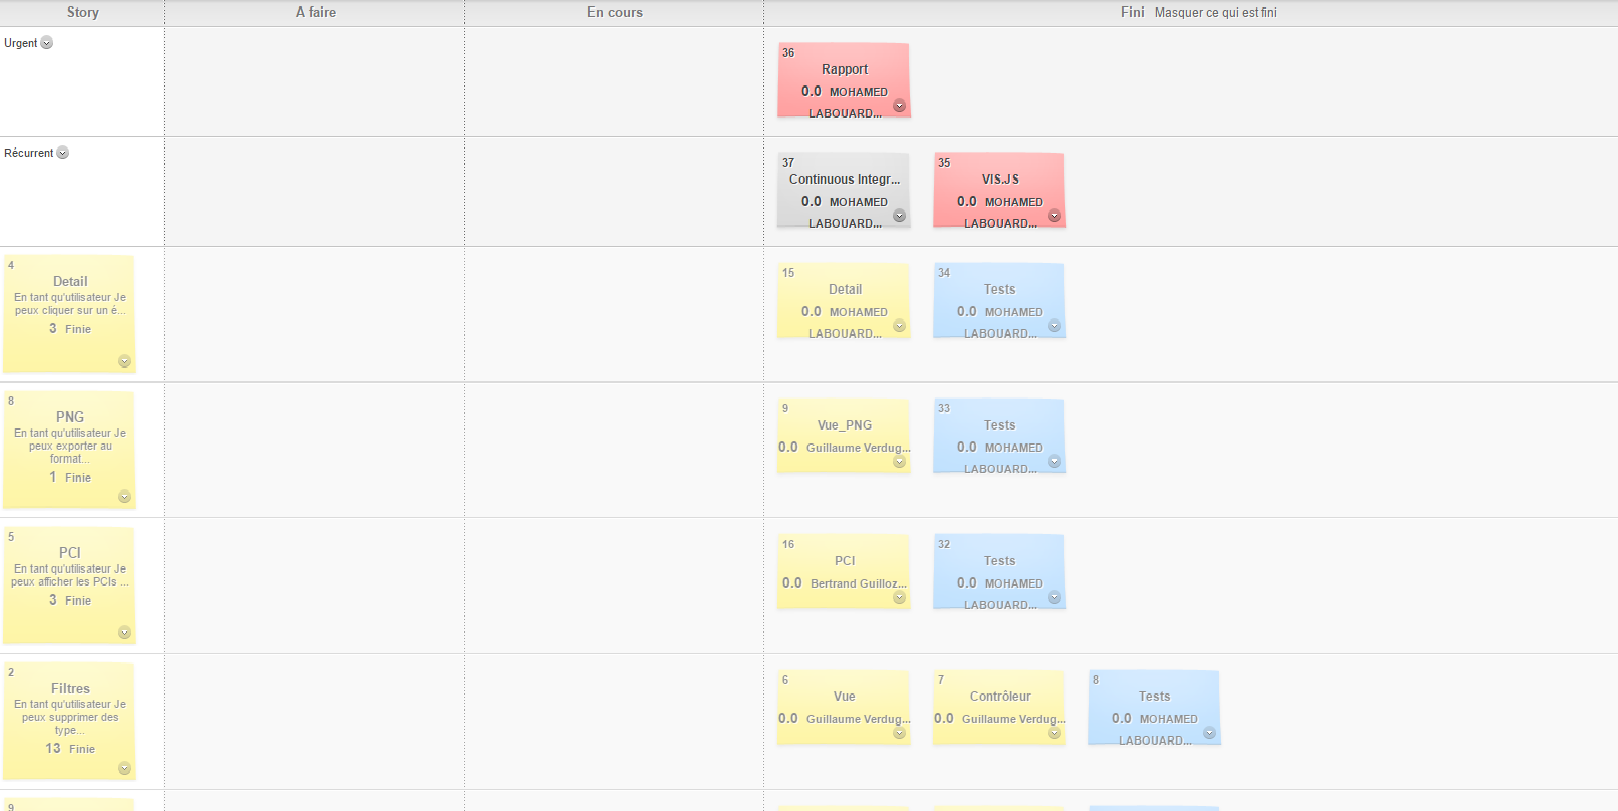 Story A faire En cours Fini Masquer ce qui est fini
Urgent
36
Rapport
0.0 MOHAMED
LABOUARD...
Récurrent
37
Continuous Integr...
0.0 MOHAMED
LABOUARD...
35
VIS.JS
0.0 MOHAMED
LABOUARD...
4
Detail
En tant qu'utilisateur Je
peux cliquer sur un é...
3 Finie
15
Detail
0.0 MOHAMED
LABOUARD...
34
Tests
0.0 MOHAMED
LABOUARD...
8
PNG
En tant qu'utilisateur Je
peux exporter au
format...
1 Finie
9
Vue_PNG
0.0 Guillaume Verdug...
33
Tests
0.0 MOHAMED
LABOUARD...
5
PCI
En tant qu'utilisateur Je
peux afficher les PCIs ...
3 Finie
16
PCI
0.0 Bertrand Guilloz...
32
Tests
0.0 MOHAMED
LABOUARD...
2
Filtres
En tant qu'utilisateur Je
peux supprimer des
type...
13 Finie
6
Vue
0.0 Guillaume Verdug...
7
Contrôleur
0.0 Guillaume Verdug...
8
Tests
0.0 MOHAMED
LABOUARD...
9